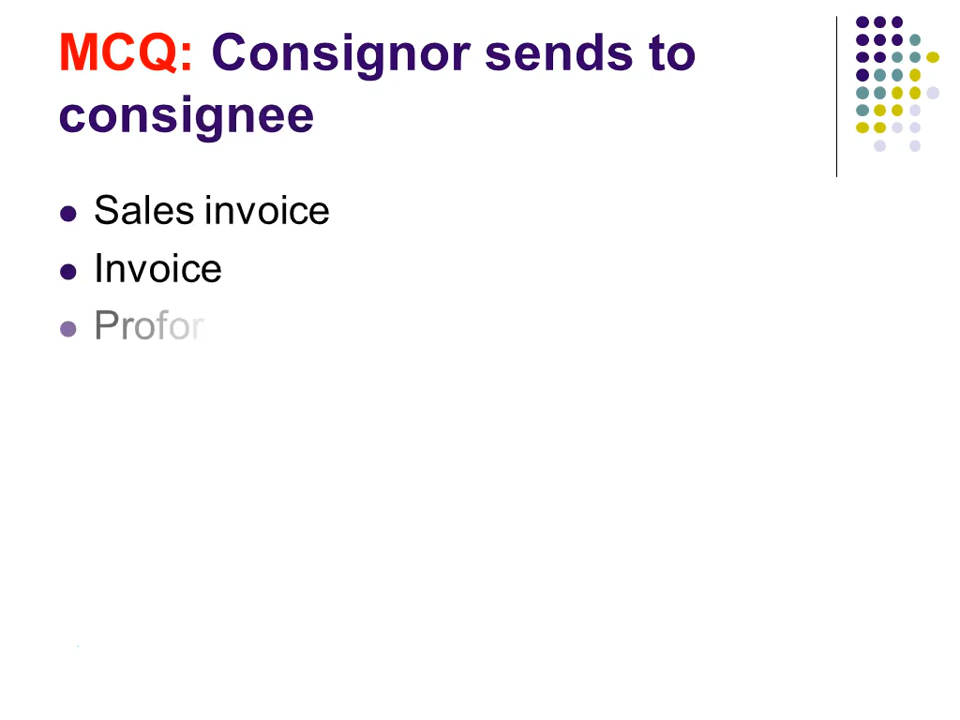 MCQ: Consignor sends to
consignee
Sales invoice
Invoice
Profor